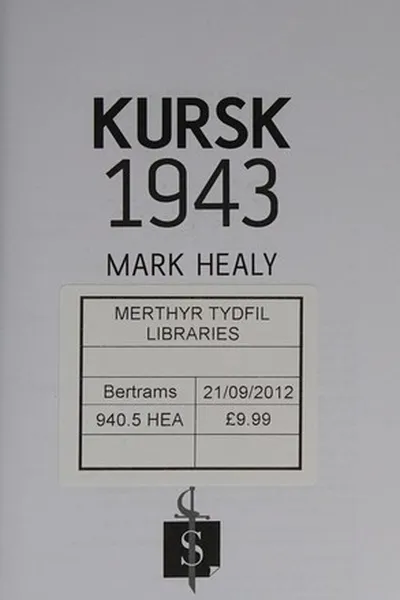 KURSK
1943
MARK HEALY
MERTHYR TYDFIL
LIBRARIES
Bertrams 21/09/2012
940.5 HEA £9.99
S